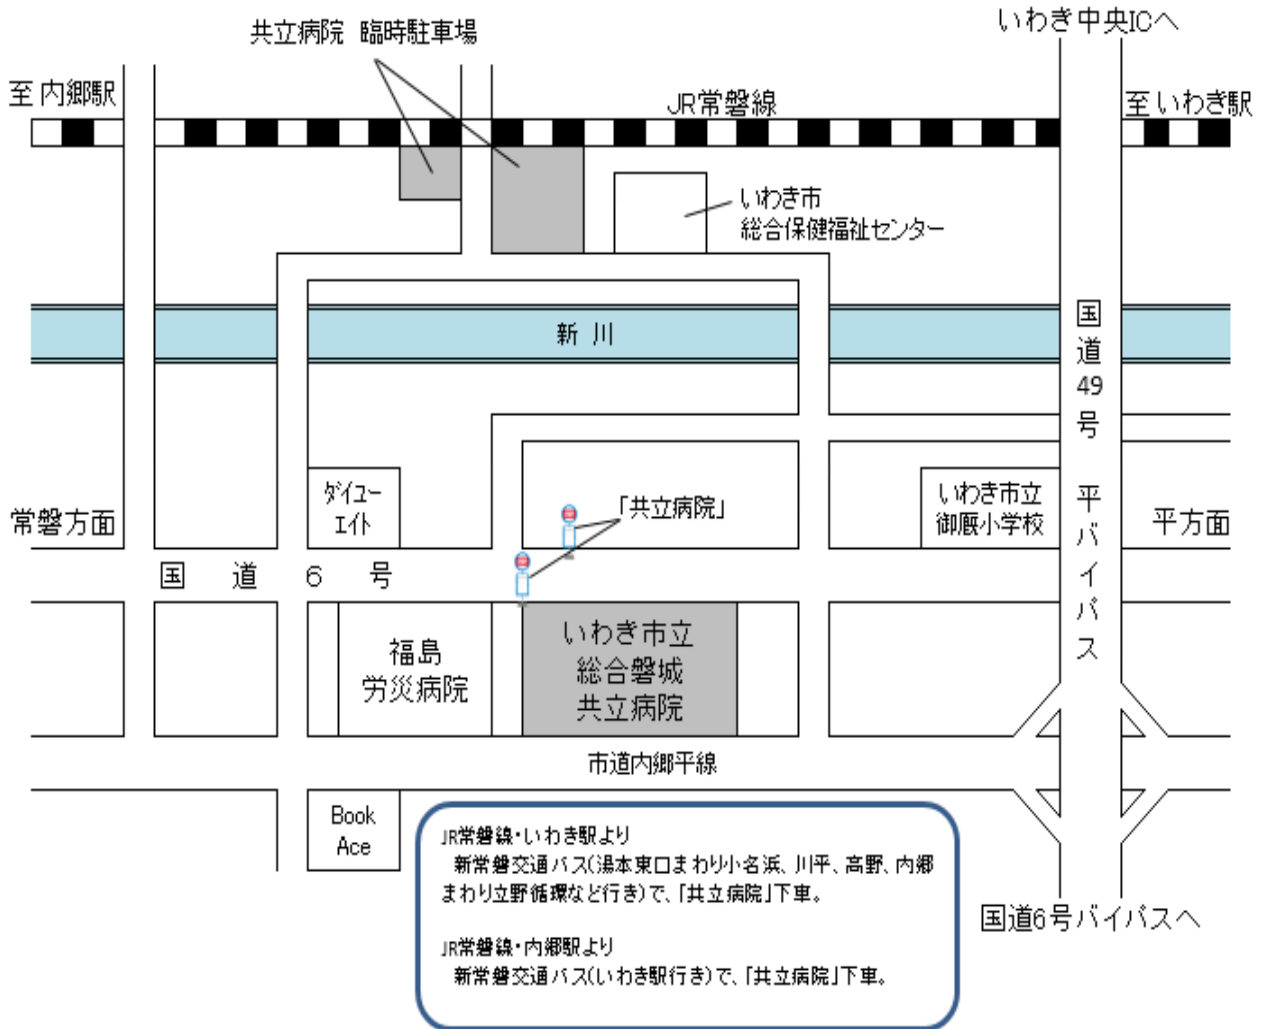 いわき中央ICへ
共立病院 臨時駐車場
至 内郷駅
JR常磐線
至 いわき駅
いわき市
総合保健福祉センター
新 川
国道49号 平バイパス
ダイユー
エイト
「共立病院」
いわき市立
御厩小学校
常磐方面
平方面
国 道 6 号
福島
労災病院
いわき市立
総合磐城
共立病院
市道内郷平線
Book
Ace
JR常磐線・いわき駅より
新常磐交通バス(湯本東口まわり小名浜、川平、高野、内郷
まわり立野循環など行き)で、「共立病院」下車。
JR常磐線・内郷駅より
新常磐交通バス(いわき駅行き)で、「共立病院」下車。
国道6号バイパスへ